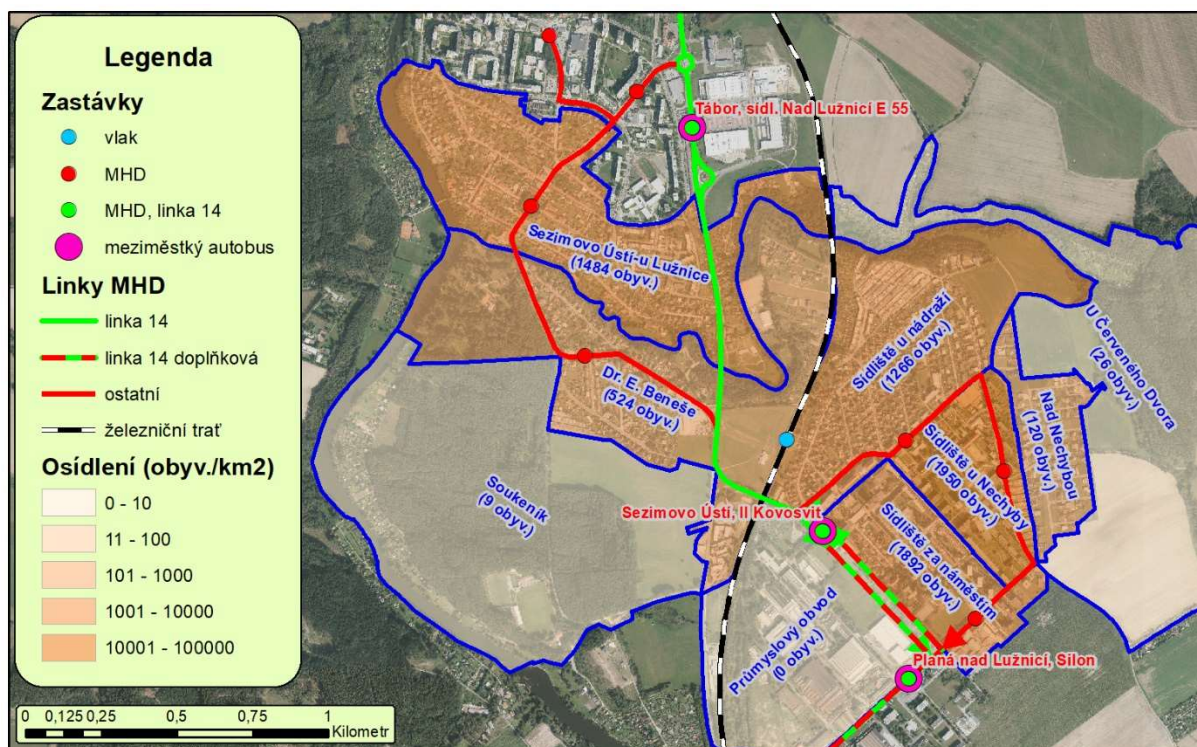 Legenda
Zastávky
vlak
MHD
MHD, linka 14
meziměstký autobus
Linky MHD
linka 14
linka 14 doplňková
ostatní
železniční trať
Osídlení (obyv./km2)
0 - 10
11 - 100
101 - 1000
1001 - 10000
10001 - 100000
0 0,125 0,25 0,5 0,75 1
Kilometr
Tábor, sídl. Nad Lužnicí E 55
Sezimovo Ústí-u Lužnice
(1484 obyv.)
Dr. E. Beneše
(524 obyv.)
Soukeník
(9 obyv.)
Sídliště u nádraží
(1266 obyv.)
U Červeného Dvora
(26 obyv.)
Nad Nechybou
(120 obyv.)
Sídliště u Nechyby
(1950 obyv.)
Sezimovo Ústí, II Kovosvit
Sídliště za náměstím
(1892 obyv.)
Průmyslový obvod
(0 obyv.)
Planá nad Lužnicí, Silon